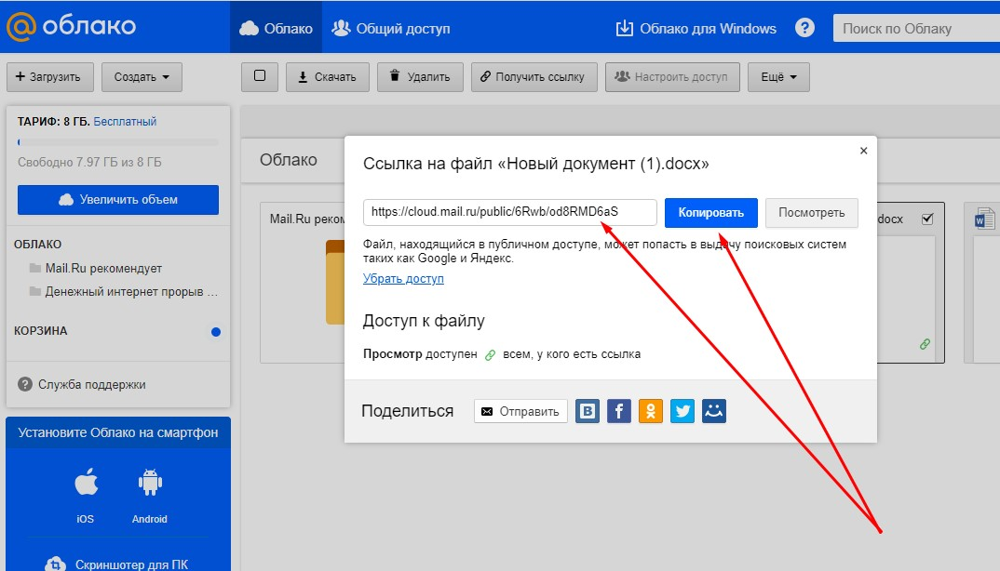 облако
Облако
Общий доступ
Облако для Windows
?
Поиск по Облаку
+ Загрузить
Создать
Скачать
Удалить
Получить ссылку
Настроить доступ
Ещё
ТАРИФ: 8 ГБ. Бесплатный
Свободно 7.97 ГБ из 8 ГБ
Увеличить объем
ОБЛАКО
Mail.Ru рекомендует
Денежный интернет прорыв ...
КОРЗИНА
? Служба поддержки
Установите Облако на смартфон
iOS
Android
Скриншотер для ПК
Облако
Mail.Ru реком
docx
W
Ссылка на файл «Новый документ (1).docx»
×
https://cloud.mail.ru/public/6Rwb/od8RMD6aS
Копировать
Посмотреть
Файл, находящийся в публичном доступе, может попасть в выдачу поисковых систем
таких как Google и Яндекс.
Убрать доступ
Доступ к файлу
Просмотр доступен всем, у кого есть ссылка
Поделиться
Отправить
B
f